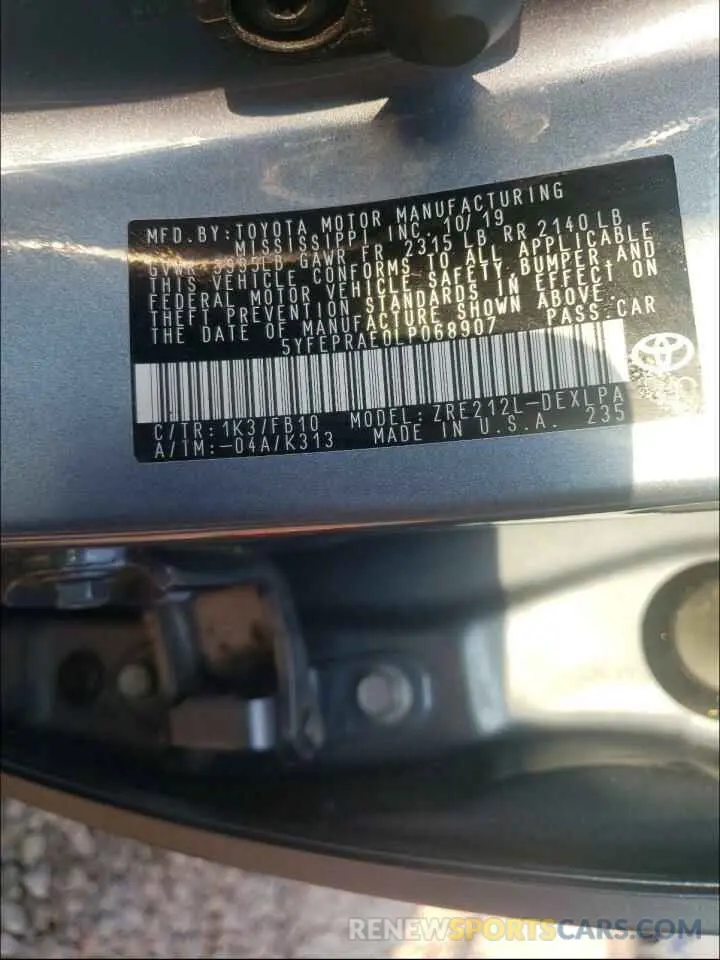 MFD. BY: TOYOTA MOTOR MANUFACTURING
MISSISSIPPI INC. 10/19
GVWR 3995LB GAWR FR 2315 LB RR 2140 LB
THIS VEHICLE CONFORMS TO ALL APPLICABLE
FEDERAL MOTOR VEHICLE SAFETY, BUMPER, AND
THEFT PREVENTION STANDARDS IN EFFECT ON
THE DATE OF MANUFACTURE SHOWN ABOVE.
5YFEPRAE0LP068907 PASS. CAR
C/TR: 1K3/FB10 MODEL: ZRE212L-DEXLPA
A/TM: -04A/K313 MADE IN U.S.A. 235
RENEWSPORTSCARS.COM